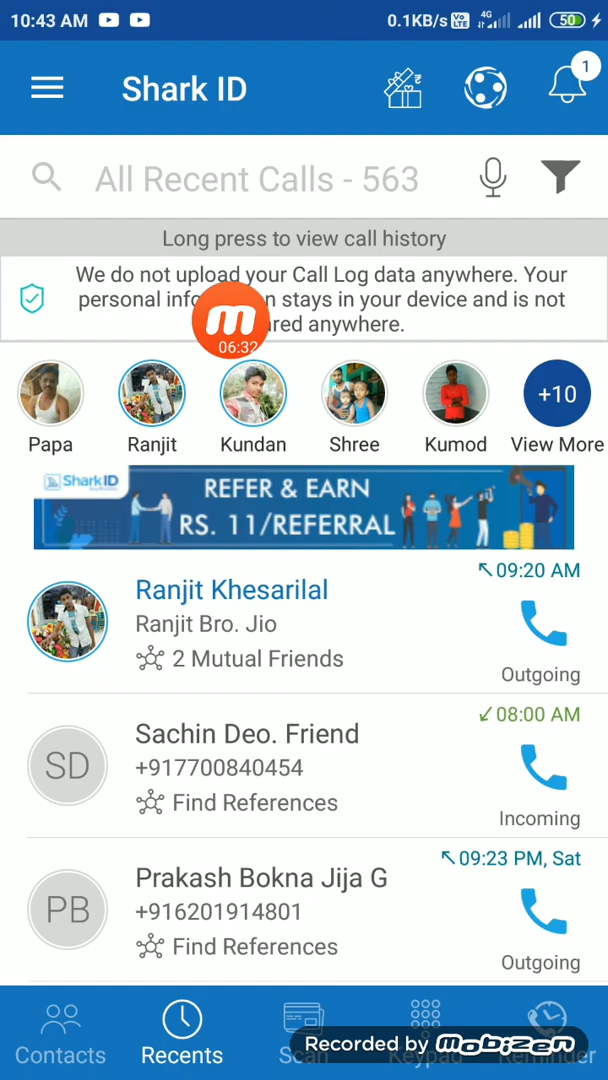 10:43 AM
0.1KB/s Vo LTE 4G 50
Shark ID
₹
1
All Recent Calls - 563
Long press to view call history
We do not upload your Call Log data anywhere. Your
personal stays in your device and is not
anywhere.
m
06:32
Papa
Ranjit
Kundan
Shree
Kumod
+10
View More
SharkID
REFER & EARN
RS. 11/REFERRAL
09:20 AM
Ranjit Khesarilal
Ranjit Bro. Jio
2 Mutual Friends
Outgoing
08:00 AM
SD
Sachin Deo. Friend
+917700840454
Find References
Incoming
09:23 PM, Sat
PB
Prakash Bokna Jija G
+916201914801
Find References
Outgoing
Contacts
Recents
Recorded by mobizen